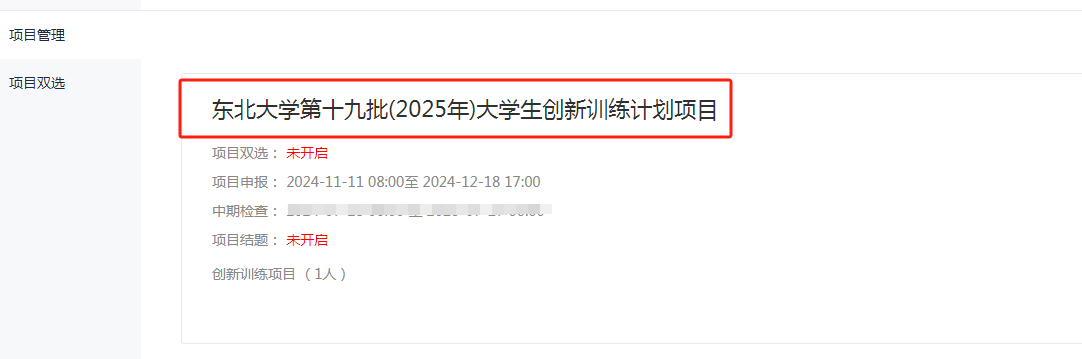 项目管理
项目双选
东北大学第十九批(2025年)大学生创新训练计划项目
项目双选： 未开启
项目申报： 2024-11-11 08:00至 2024-12-18 17:00
中期检查：
项目结题： 未开启
创新训练项目 （ 1人 ）